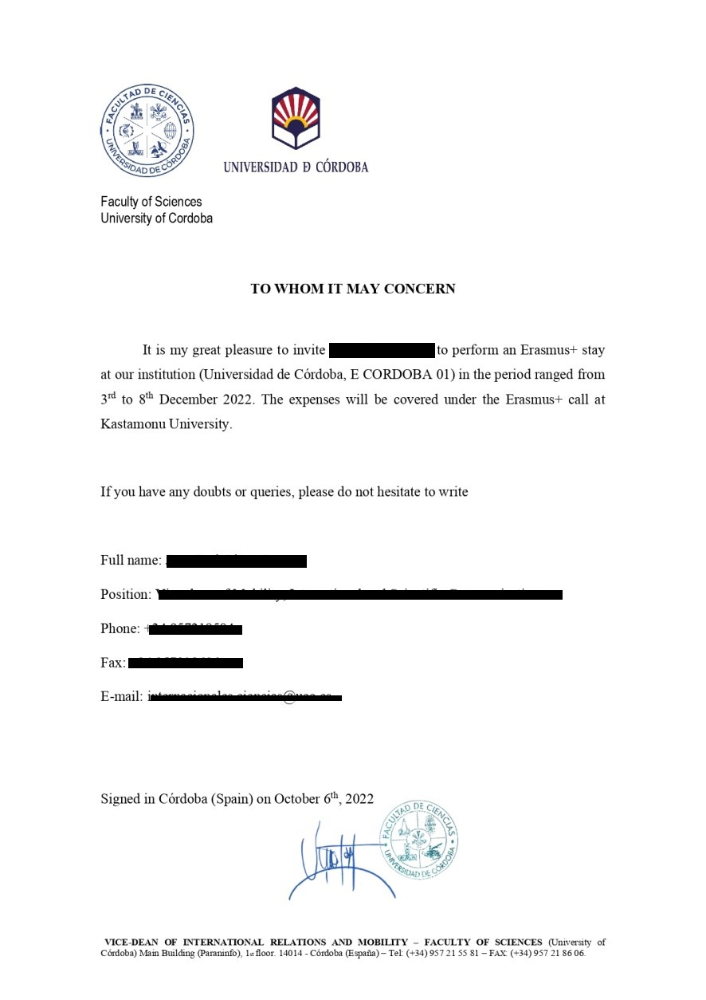 FACULTAD DE CIENCIAS
UNIVERSIDAD DE CÓRDOBA
UNIVERSIDAD Ð CÓRDOBA
Faculty of Sciences
University of Cordoba
TO WHOM IT MAY CONCERN
It is my great pleasure to invite to perform an Erasmus+ stay
at our institution (Universidad de Córdoba, E CORDOBA 01) in the period ranged from
3rd to 8th December 2022. The expenses will be covered under the Erasmus+ call at
Kastamonu University.
If you have any doubts or queries, please do not hesitate to write
Full name:
Position:
Phone:
Fax:
E-mail:
Signed in Córdoba (Spain) on October 6th, 2022
FACULTAD DE CIENCIAS
UNIVERSIDAD DE CÓRDOBA
VICE-DEAN OF INTERNATIONAL RELATIONS AND MOBILITY – FACULTY OF SCIENCES (University of
Córdoba) Main Building (Paraninfo), 1st floor. 14014 - Córdoba (España) – Tel: (+34) 957 21 55 81 – FAX: (+34) 957 21 86 06.